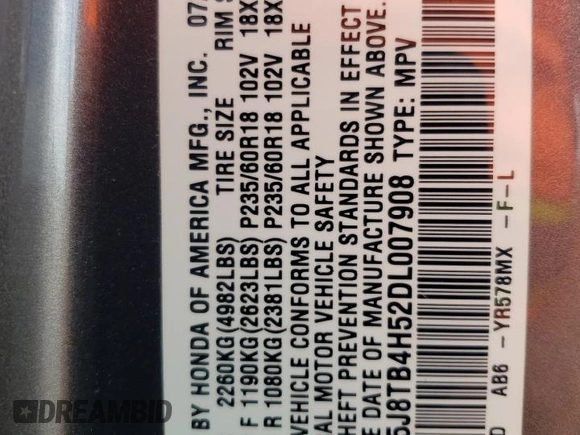 BY HONDA OF AMERICA MFG., INC. 07
TIRE SIZE RIM S
2260KG(4982LBS)
F 1190KG(2623LBS) P235/60R18 102V 18X
R 1080KG(2381LBS) P235/60R18 102V 18X
VEHICLE CONFORMS TO ALL APPLICABLE
AL MOTOR VEHICLE SAFETY
HEFT PREVENTION STANDARDS IN EFFECT
E DATE OF MANUFACTURE SHOWN ABOVE.
5J8TB4H52DL007908 TYPE: MPV
D AB6 -YR578MX -F-L
DREAMBID